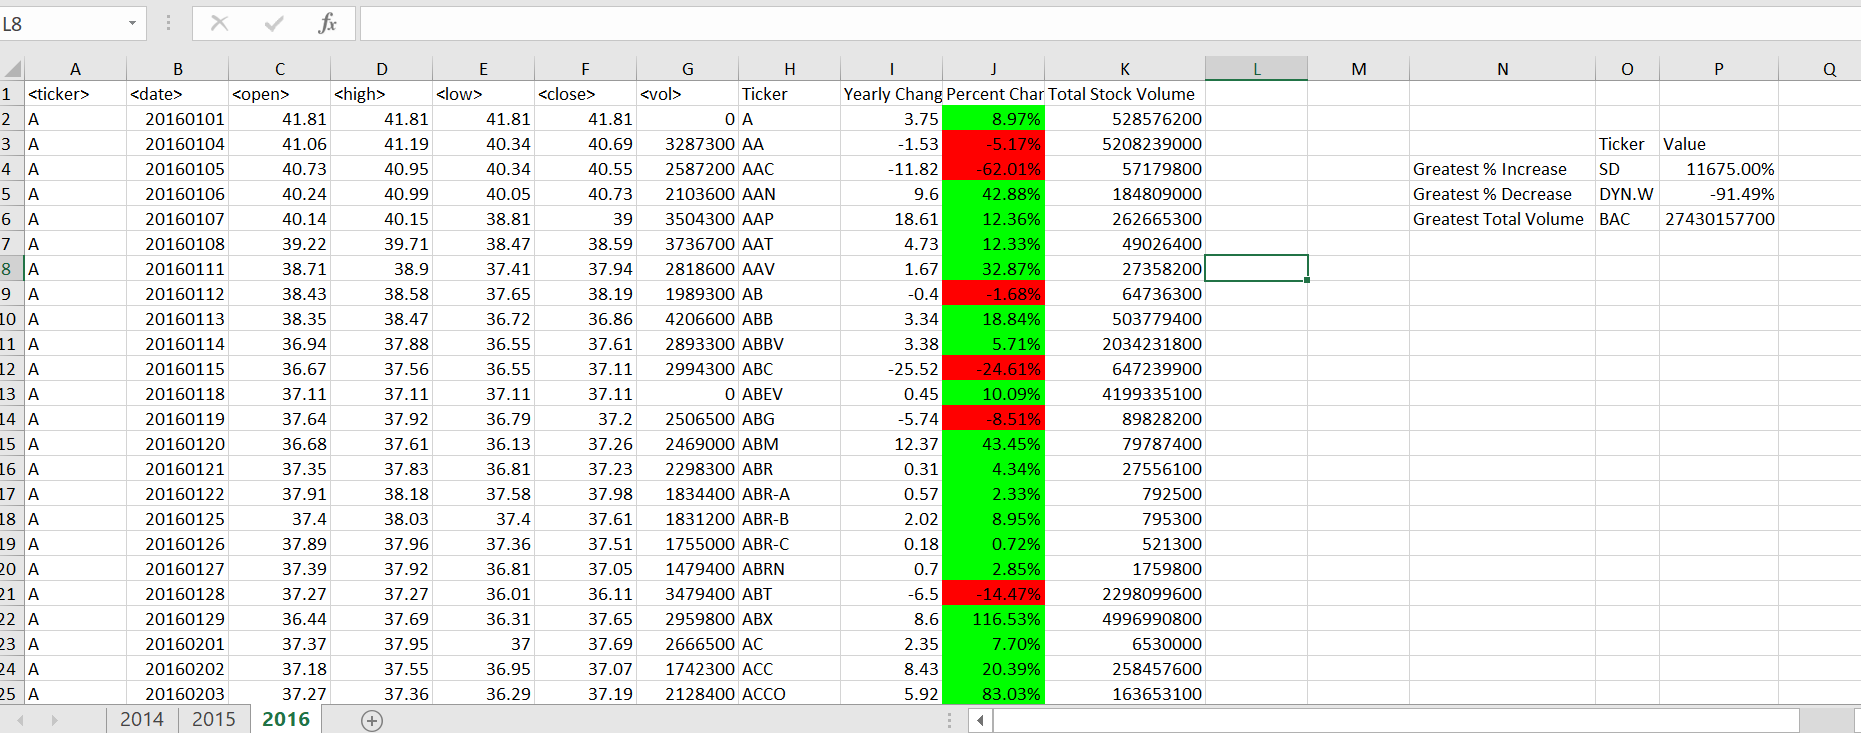 L8 fx
A B C D E F G H I J K L M N O P Q
1 <ticker> <date> <open> <high> <low> <close> <vol> Ticker Yearly Chang Percent Char Total Stock Volume
2 A 20160101 41.81 41.81 41.81 41.81 0 A 3.75 8.97% 528576200
3 A 20160104 41.06 41.19 40.34 40.69 3287300 AA -1.53 -5.17% 5208239000 Ticker Value
4 A 20160105 40.73 40.95 40.34 40.55 2587200 AAC -11.82 -62.01% 57179800 Greatest % Increase SD 11675.00%
5 A 20160106 40.24 40.99 40.05 40.73 2103600 AAN 9.6 42.88% 184809000 Greatest % Decrease DYN.W -91.49%
6 A 20160107 40.14 40.15 38.81 39 3504300 AAP 18.61 12.36% 262665300 Greatest Total Volume BAC 27430157700
7 A 20160108 39.22 39.71 38.47 38.59 3736700 AAT 4.73 12.33% 49026400
8 A 20160111 38.71 38.9 37.41 37.94 2818600 AAV 1.67 32.87% 27358200
9 A 20160112 38.43 38.58 37.65 38.19 1989300 AB -0.4 -1.68% 64736300
10 A 20160113 38.35 38.47 36.72 36.86 4206600 ABB 3.34 18.84% 503779400
11 A 20160114 36.94 37.88 36.55 37.61 2893300 ABBV 3.38 5.71% 2034231800
12 A 20160115 36.67 37.56 36.55 37.11 2994300 ABC -25.52 -24.61% 647239900
13 A 20160118 37.11 37.11 37.11 37.11 0 ABEV 0.45 10.09% 4199335100
14 A 20160119 37.64 37.92 36.79 37.2 2506500 ABG -5.74 -8.51% 89828200
15 A 20160120 36.68 37.61 36.13 37.26 2469000 ABM 12.37 43.45% 79787400
16 A 20160121 37.35 37.83 36.81 37.23 2298300 ABR 0.31 4.34% 27556100
17 A 20160122 37.91 38.18 37.58 37.98 1834400 ABR-A 0.57 2.33% 792500
18 A 20160125 37.4 38.03 37.4 37.61 1831200 ABR-B 2.02 8.95% 795300
19 A 20160126 37.89 37.96 37.36 37.51 1755000 ABR-C 0.18 0.72% 521300
20 A 20160127 37.39 37.92 36.81 37.05 1479400 ABRN 0.7 2.85% 1759800
21 A 20160128 37.27 37.27 36.01 36.11 3479400 ABT -6.5 -14.47% 2298099600
22 A 20160129 36.44 37.69 36.31 37.65 2959800 ABX 8.6 116.53% 4996990800
23 A 20160201 37.37 37.95 37 37.69 2666500 AC 2.35 7.70% 6530000
24 A 20160202 37.18 37.55 36.95 37.07 1742300 ACC 8.43 20.39% 258457600
25 A 20160203 37.27 37.36 36.29 37.19 2128400 ACCO 5.92 83.03% 163653100
2014 2015 2016